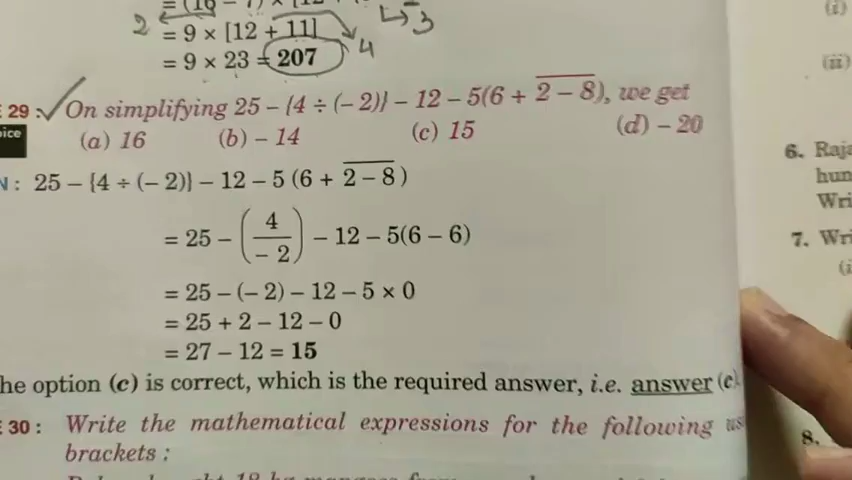 2 = 9 × [12 + 11] 3
= 9 × 23 = 207 4
29 : On simplifying 25 – {4 ÷ (– 2)} – 12 – 5(6 + 2 – 8), we get
(a) 16 (b) – 14 (c) 15 (d) – 20
N : 25 – {4 ÷ (– 2)} – 12 – 5 (6 + 2 – 8)
= 25 – (4/– 2) – 12 – 5(6 – 6)
= 25 – (– 2) – 12 – 5 × 0
= 25 + 2 – 12 – 0
= 27 – 12 = 15
he option (c) is correct, which is the required answer, i.e. answer (c).
30 : Write the mathematical expressions for the following
brackets :
(i)
(ii)
6. Raja
hun
Wri
7. Wri
(i
8.